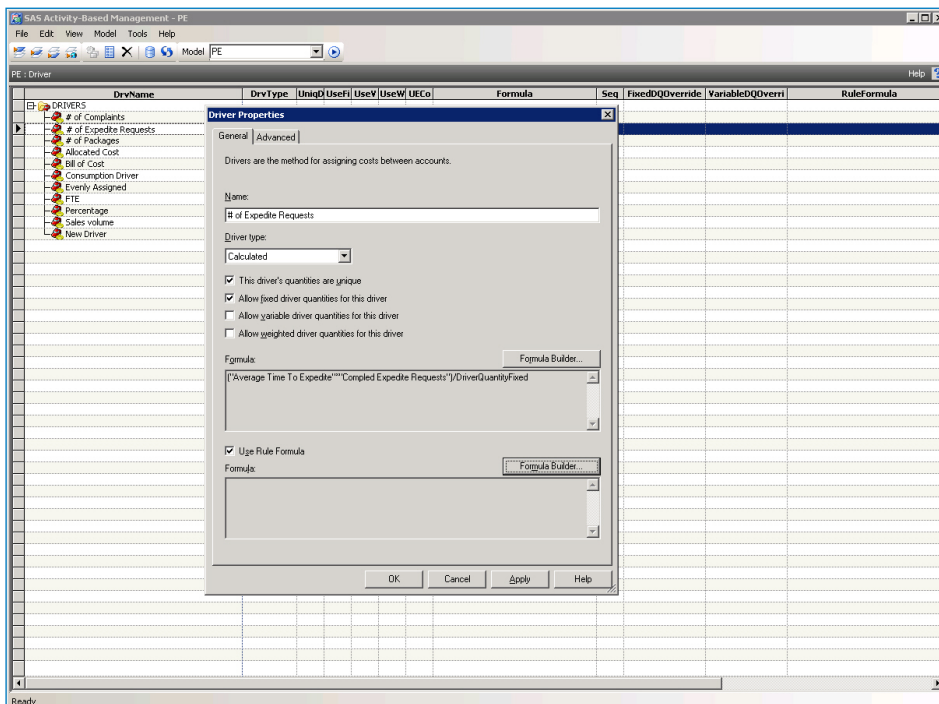 SAS Activity-Based Management - PE
File Edit View Model Tools Help
Model PE
PE : Driver Help
DrvName DrvType UniqD UseFi UseV UseW UECo Formula Seq FixedDQOverride VariableDQOverri RuleFormula
DRIVERS
# of Complaints
# of Expedite Requests
# of Packages
Allocated Cost
Bill of Cost
Consumption Driver
Evenly Assigned
FTE
Percentage
Sales volume
New Driver
Driver Properties
General Advanced
Drivers are the method for assigning costs between accounts.
Name:
# of Expedite Requests
Driver type:
Calculated
This driver's quantities are unique
Allow fixed driver quantities for this driver
Allow variable driver quantities for this driver
Allow weighted driver quantities for this driver
Formula: Formula Builder...
("Average Time To Expedite"*"Compled Expedite Requests")/DriverQuantityFixed
Use Rule Formula
Formula: Formula Builder...
OK Cancel Apply Help
Ready